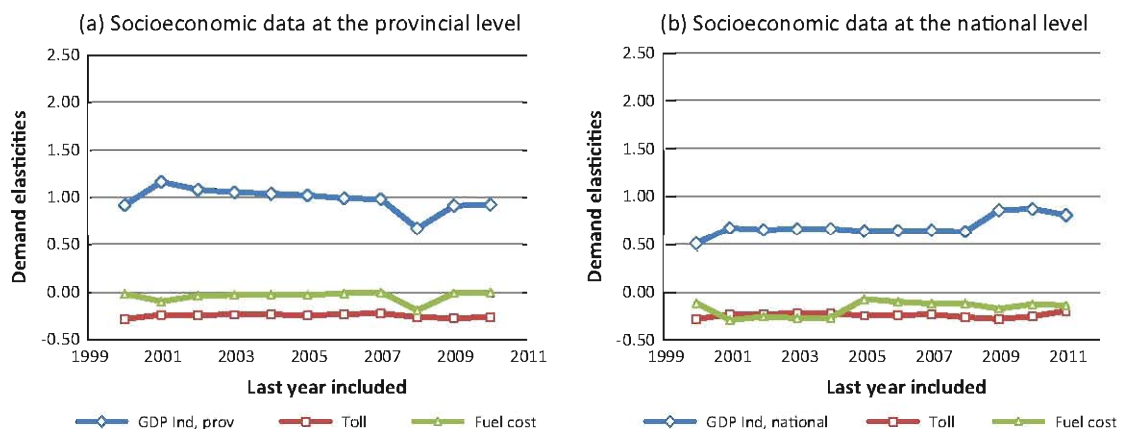 (a) Socioeconomic data at the provincial level
2.50
2.00
1.50
1.00
0.50
0.00
-0.50
Demand elasticities
1999 2001 2003 2005 2007 2009 2011
Last year included
GDP Ind, prov Toll Fuel cost
(b) Socioeconomic data at the national level
2.50
2.00
1.50
1.00
0.50
0.00
-0.50
Demand elasticities
1999 2001 2003 2005 2007 2009 2011
Last year included
GDP Ind, national Toll Fuel cost